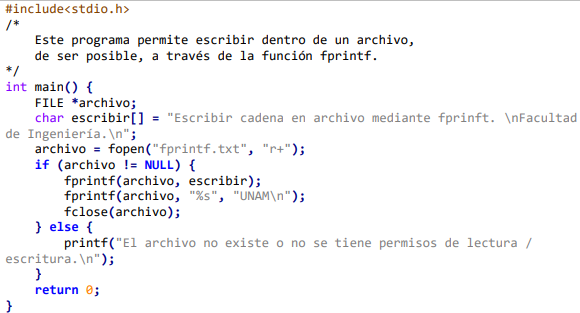 #include<stdio.h>
/*
    Este programa permite escribir dentro de un archivo,
    de ser posible, a través de la función fprintf.
*/
int main() {
    FILE *archivo;
    char escribir[] = "Escribir cadena en archivo mediante fprinft. \nFacultad
de Ingeniería.\n";
    archivo = fopen("fprintf.txt", "r+");
    if (archivo != NULL) {
        fprintf(archivo, escribir);
        fprintf(archivo, "%s", "UNAM\n");
        fclose(archivo);
    } else {
        printf("El archivo no existe o no se tiene permisos de lectura /
escritura.\n");
    }
    return 0;
}